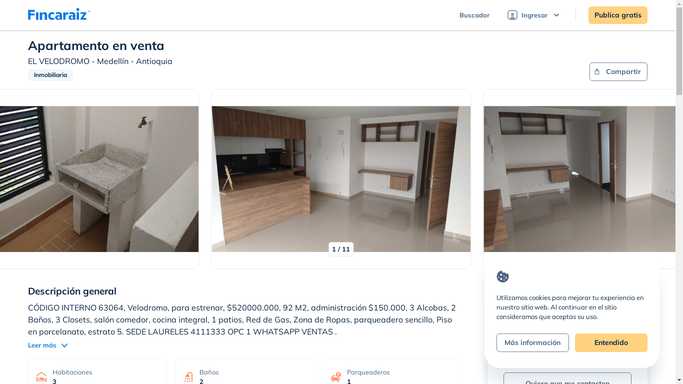 Fincaraiz
Buscador
Ingresar
Publica gratis
Apartamento en venta
EL VELODROMO - Medellín - Antioquia
Inmobiliaria
Compartir
1 / 11
Descripción general
CÓDIGO INTERNO 63064, Velodromo, para estrenar, $520000.000, 92 M2, administración $150.000, 3 Alcobas, 2
Baños, 3 Closets, salón comedor, cocina integral, 1 patios, Red de Gas, Zona de Ropas, parqueadero sencillo, Piso
en porcelanato, estrato 5. SEDE LAURELES 4111333 OPC 1 WHATSAPP VENTAS..
Leer más
Habitaciones
3
Baños
2
Parqueaderos
1
Utilizamos cookies para mejorar tu experiencia en
nuestro sitio web. Al continuar en el sitio
consideramos que aceptas su uso.
Más información
Entendido
Quiero que me contacten